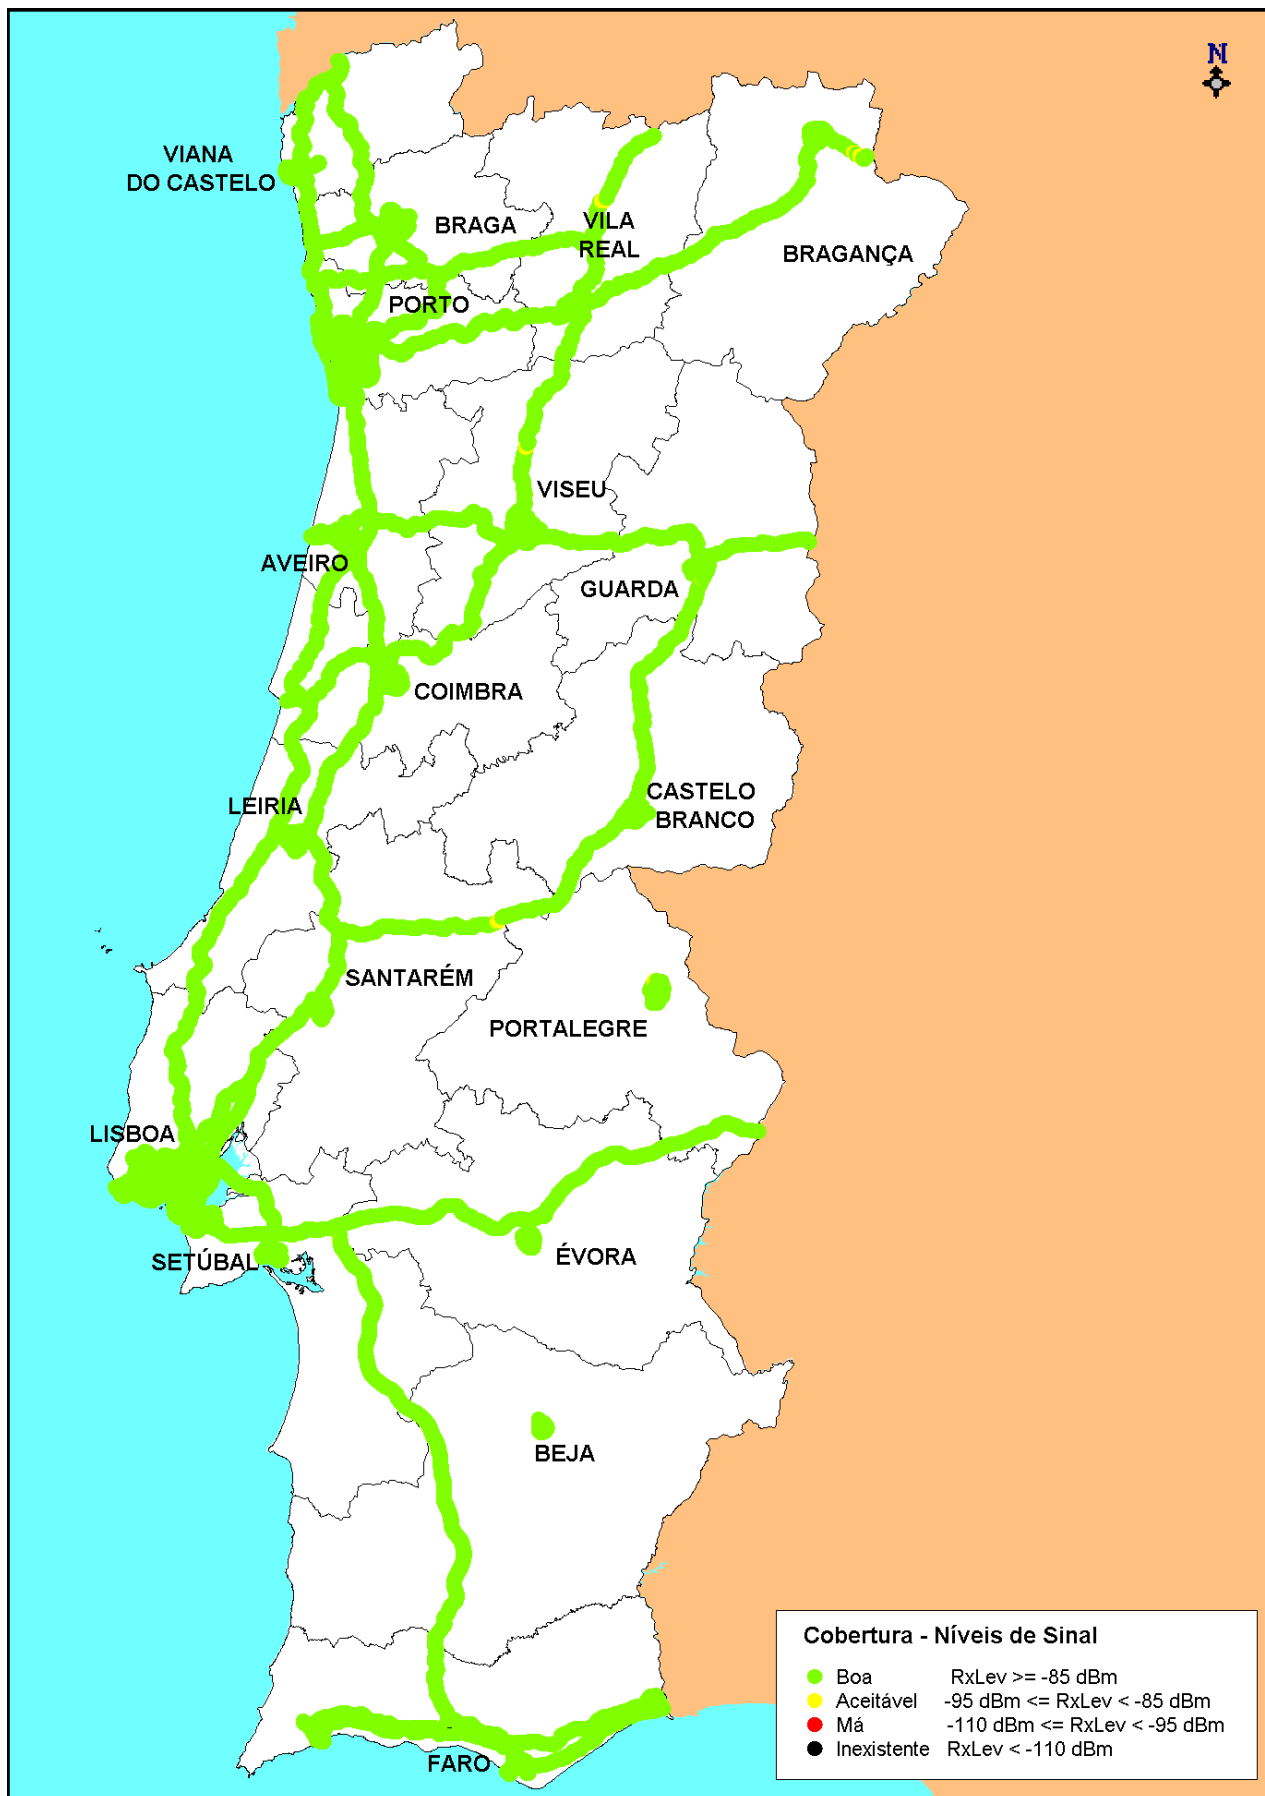 N
VIANA
DO CASTELO
BRAGA
VILA
REAL
BRAGANÇA
PORTO
VISEU
AVEIRO
GUARDA
COIMBRA
CASTELO
BRANCO
LEIRIA
SANTARÉM
PORTALEGRE
LISBOA
SETÚBAL
ÉVORA
BEJA
FARO
Cobertura - Níveis de Sinal
Boa RxLev >= -85 dBm
Aceitável -95 dBm <= RxLev < -85 dBm
Má -110 dBm <= RxLev < -95 dBm
Inexistente RxLev < -110 dBm